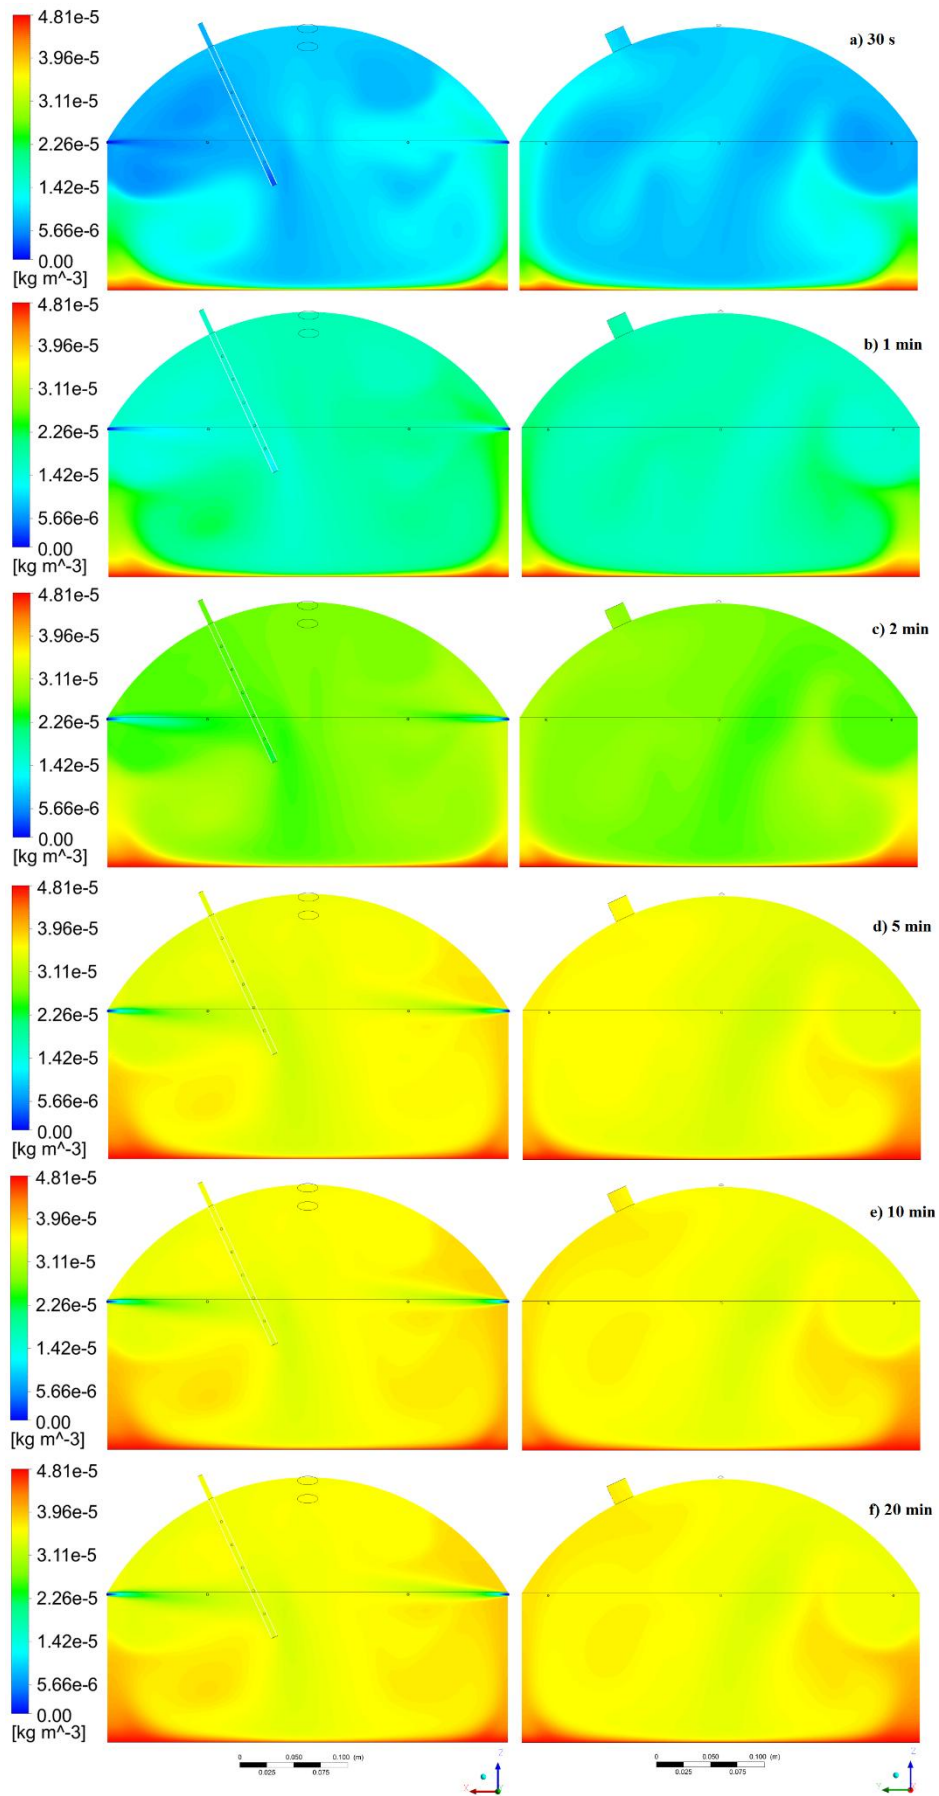 4.81e-5
3.96e-5
3.11e-5
2.26e-5
1.42e-5
5.66e-6
0.00
[kg m^-3]
a) 30 s
4.81e-5
3.96e-5
3.11e-5
2.26e-5
1.42e-5
5.66e-6
0.00
[kg m^-3]
b) 1 min
4.81e-5
3.96e-5
3.11e-5
2.26e-5
1.42e-5
5.66e-6
0.00
[kg m^-3]
c) 2 min
4.81e-5
3.96e-5
3.11e-5
2.26e-5
1.42e-5
5.66e-6
0.00
[kg m^-3]
d) 5 min
4.81e-5
3.96e-5
3.11e-5
2.26e-5
1.42e-5
5.66e-6
0.00
[kg m^-3]
e) 10 min
4.81e-5
3.96e-5
3.11e-5
2.26e-5
1.42e-5
5.66e-6
0.00
[kg m^-3]
f) 20 min
0 0.050 0.100 (m)
0.025 0.075
Z
X
0 0.050 0.100 (m)
0.025 0.075
Z
Y